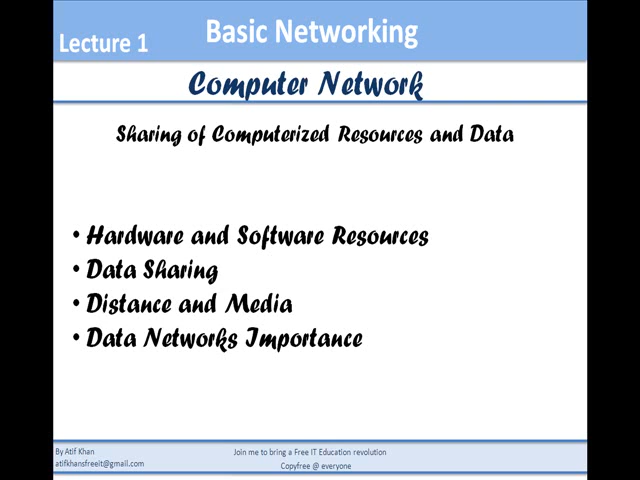 Lecture 1
Basic Networking
Computer Network
Sharing of Computerized Resources and Data
• Hardware and Software Resources
• Data Sharing
• Distance and Media
• Data Networks Importance
By Atif Khan
atifkhansfreeit@gmail.com
Join me to bring a Free IT Education revolution
Copyfree @ everyone